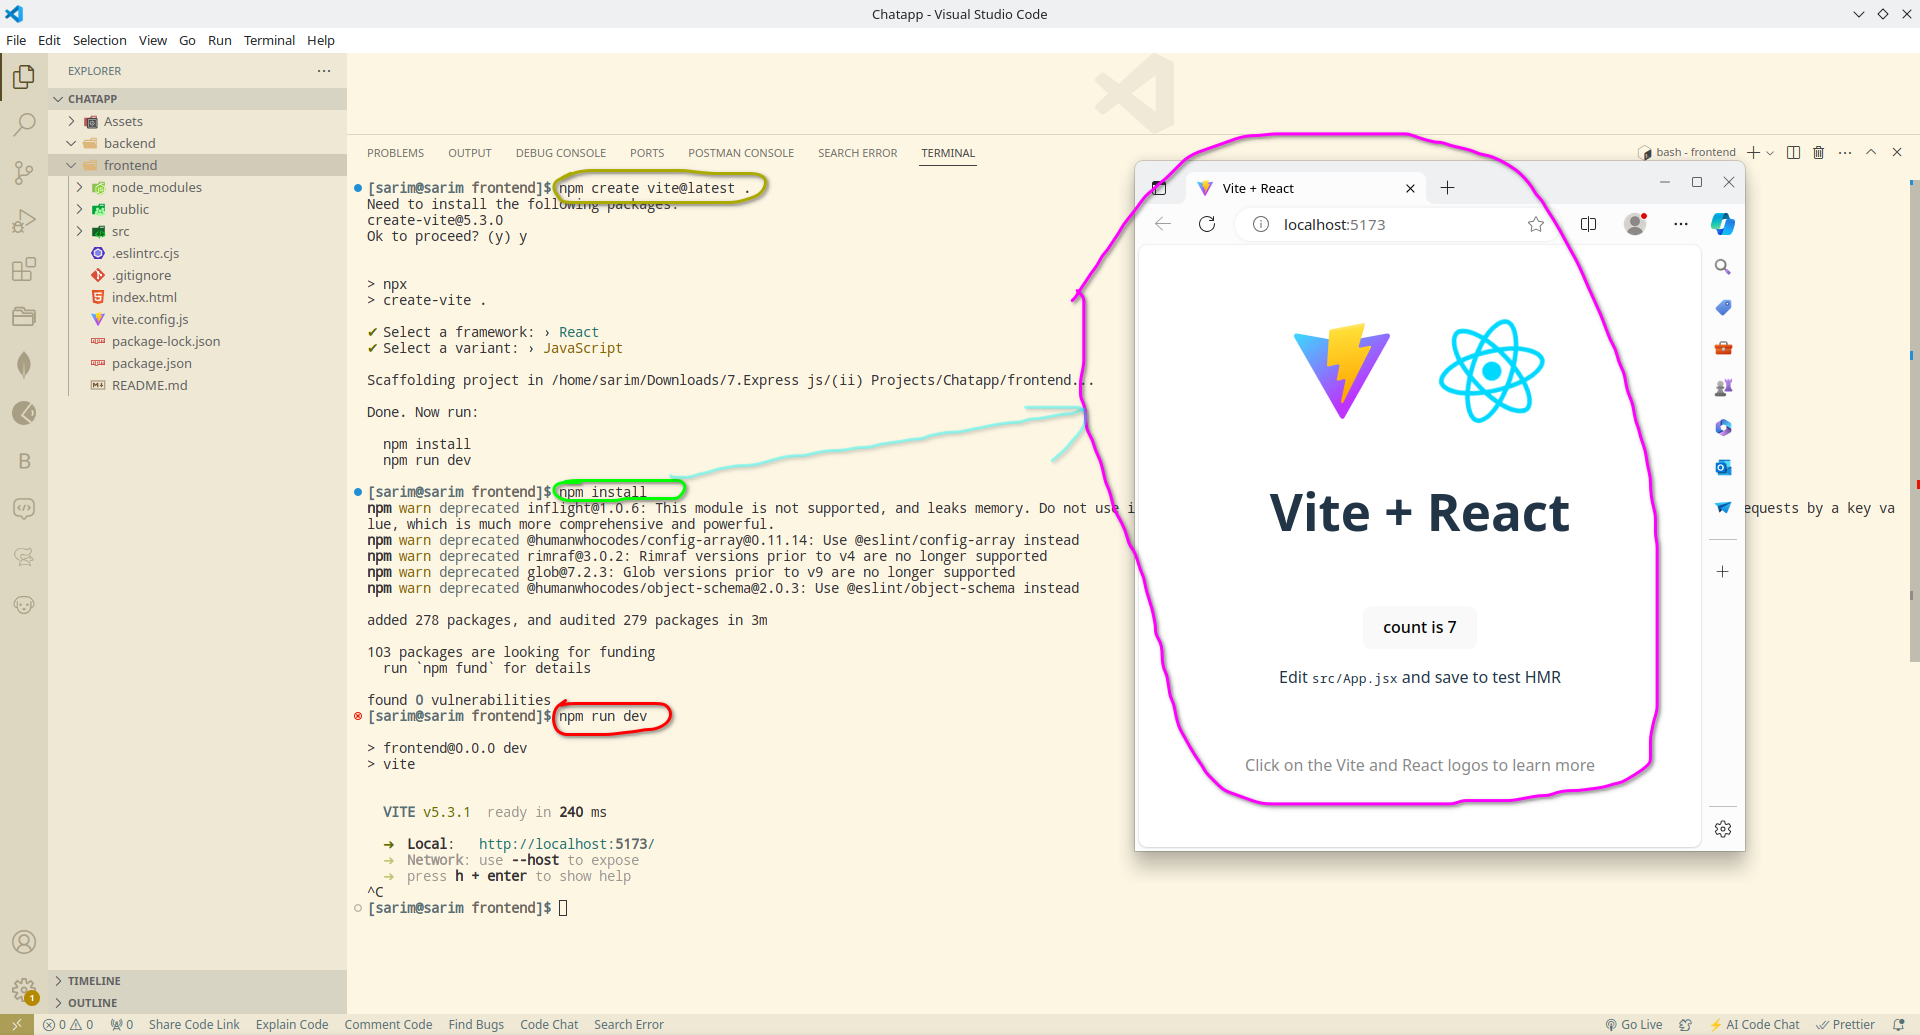 Chatapp - Visual Studio Code
File Edit Selection View Go Run Terminal Help
EXPLORER
CHATAPP
Assets
backend
frontend
node_modules
public
src
.eslintrc.cjs
.gitignore
index.html
vite.config.js
package-lock.json
package.json
README.md
TIMELINE
OUTLINE
PROBLEMS OUTPUT DEBUG CONSOLE PORTS POSTMAN CONSOLE SEARCH ERROR TERMINAL
bash - frontend
[sarim@sarim frontend]$ npm create vite@latest .
Need to install the following packages:
create-vite@5.3.0
Ok to proceed? (y) y
> npx
> create-vite .
✔ Select a framework: › React
✔ Select a variant: › JavaScript
Scaffolding project in /home/sarim/Downloads/7.Express js/(ii) Projects/Chatapp/frontend...
Done. Now run:
npm install
npm run dev
[sarim@sarim frontend]$ npm install
npm warn deprecated inflight@1.0.6: This module is not supported, and leaks memory. Do not use i
equests by a key va
lue, which is much more comprehensive and powerful.
npm warn deprecated @humanwhocodes/config-array@0.11.14: Use @eslint/config-array instead
npm warn deprecated rimraf@3.0.2: Rimraf versions prior to v4 are no longer supported
npm warn deprecated glob@7.2.3: Glob versions prior to v9 are no longer supported
npm warn deprecated @humanwhocodes/object-schema@2.0.3: Use @eslint/object-schema instead
added 278 packages, and audited 279 packages in 3m
103 packages are looking for funding
run `npm fund` for details
found 0 vulnerabilities
[sarim@sarim frontend]$ npm run dev
> frontend@0.0.0 dev
> vite
VITE v5.3.1 ready in 240 ms
➜ Local: http://localhost:5173/
➜ Network: use --host to expose
➜ press h + enter to show help
^C
[sarim@sarim frontend]$
Vite + React
localhost:5173
Vite + React
count is 7
Edit src/App.jsx and save to test HMR
Click on the Vite and React logos to learn more
B
1
0 0 0 Share Code Link Explain Code Comment Code Find Bugs Code Chat Search Error
Go Live AI Code Chat Prettier